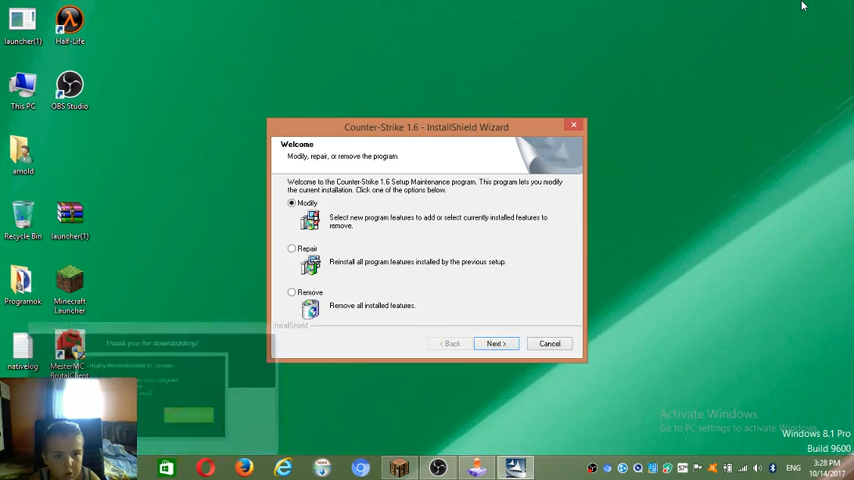 launcher(1)
Half-Life
This PC
OBS Studio
arnold
Recycle Bin
launcher(1)
Programok
Minecraft
Launcher
nativelog
MesterMC
BrutalClient
Thank you for downloading!
Counter-Strike 1.6 - InstallShield Wizard
Welcome
Modify, repair, or remove the program.
Welcome to the Counter-Strike 1.6 Setup Maintenance program. This program lets you modify
the current installation. Click one of the options below.
Modify
Select new program features to add or select currently installed features to
remove.
Repair
Reinstall all program features installed by the previous setup.
Remove
Remove all installed features.
InstallShield
< Back
Next >
Cancel
Activate Windows
Go to PC settings to activate Windows.
Windows 8.1 Pro
Build 9600
ENG
3:28 PM
10/14/2017